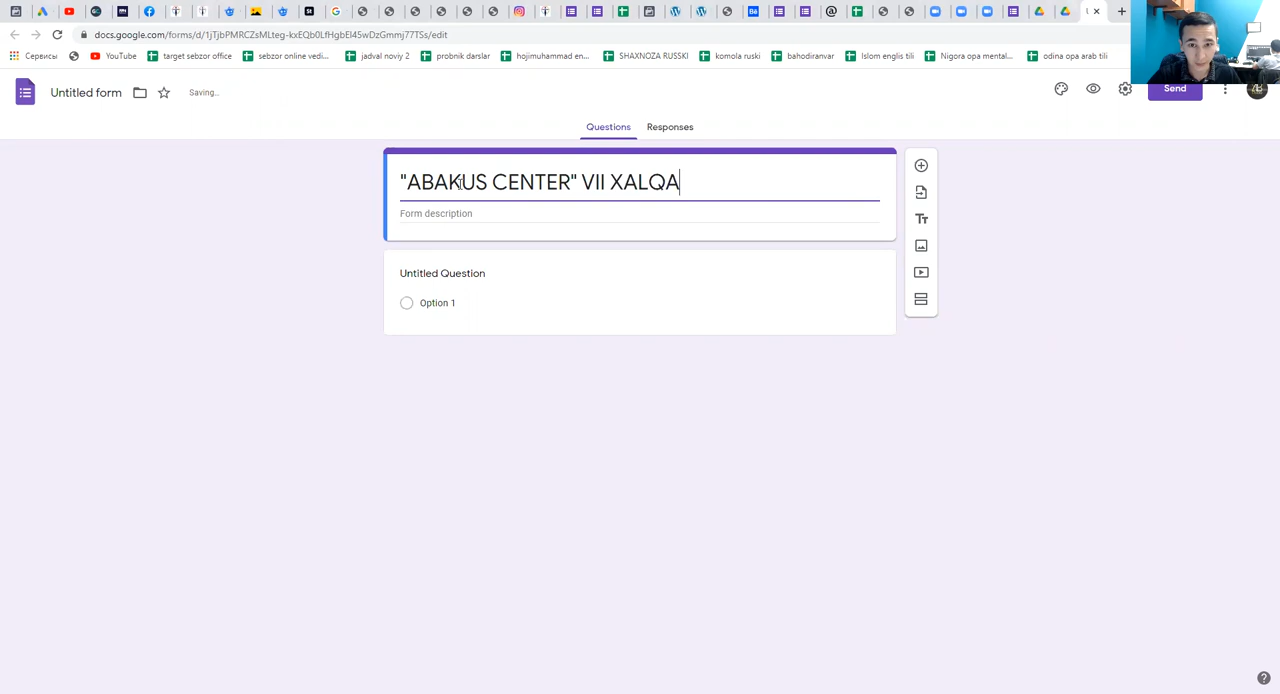 docs.google.com/forms/d/1jTjbPMRCZsMLteg-kxEQb0LfHgbEl45wDzGmmj77TSs/edit
Сервисы YouTube target sebzor office sebzor online vedi... jadval noviy 2 probnik darslar hojimuhammad en... SHAXNOZA RUSSKI komola ruski bahodiranvar Islom englis tili Nigora opa mental... odina opa arab tili
Untitled form Saving... Send
Questions Responses
"ABAKUS CENTER" VII XALQA
Form description
Untitled Question
Option 1